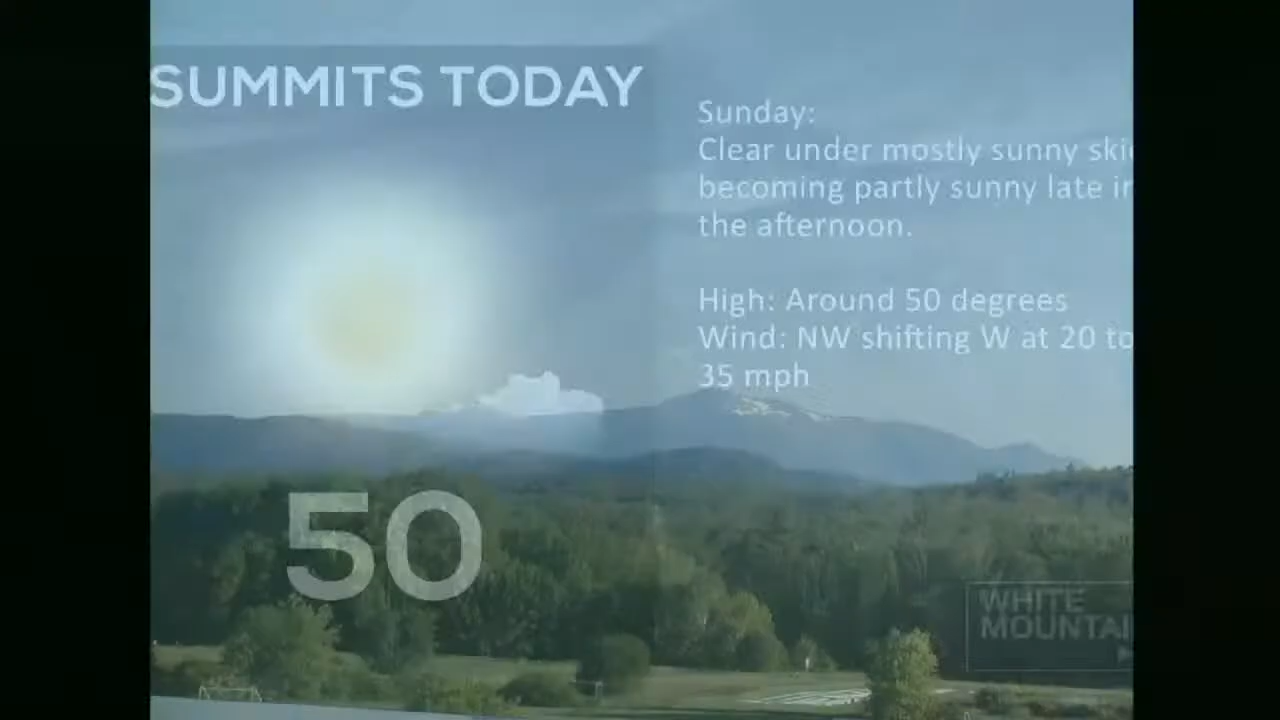 SUMMITS TODAY
Sunday:
Clear under mostly sunny
becoming partly sunny late
the afternoon.
High: Around 50 degrees
Wind: NW shifting W at 20 to
35 mph
50
WHITE